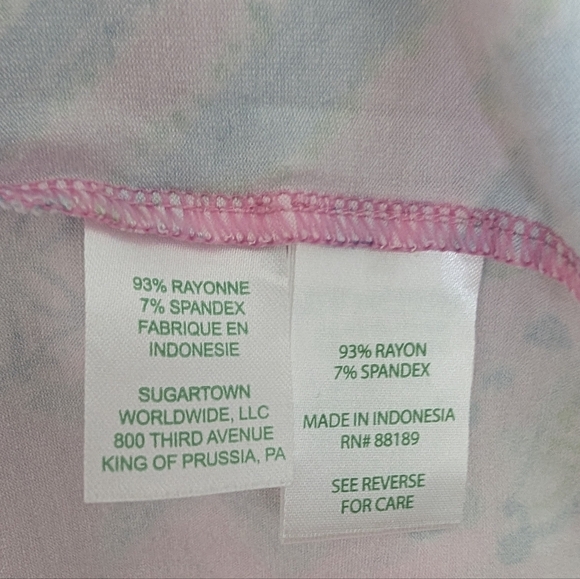 93% RAYONNE
7% SPANDEX
FABRIQUE EN
INDONESIE
SUGARTOWN
WORLDWIDE, LLC
800 THIRD AVENUE
KING OF PRUSSIA, PA
93% RAYON
7% SPANDEX
MADE IN INDONESIA
RN# 88189
SEE REVERSE
FOR CARE